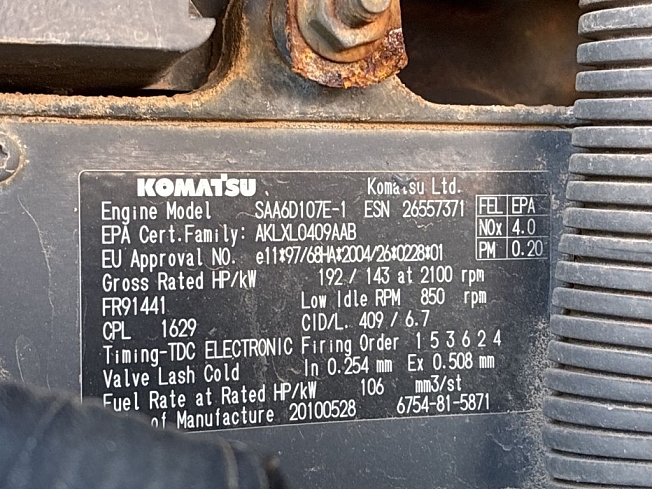 KOMATSU Komatsu Ltd.
Engine Model SAA6D107E-1 ESN 26557371 FEL EPA
EPA Cert.Family: AKLXL0409AAB NOx 4.0
EU Approval NO. e11*97/68HA*2004/26*0228*01 PM 0.20
Gross Rated HP/kW 192 / 143 at 2100 rpm
FR91441 Low Idle RPM 850 rpm
CPL 1629 CID/L. 409 / 6.7
Timing-TDC ELECTRONIC Firing Order 1 5 3 6 2 4
Valve Lash Cold In 0.254 mm Ex 0.508 mm
Fuel Rate at Rated HP/kW 106 mm3/st
of Manufacture 20100528 6754-81-5871